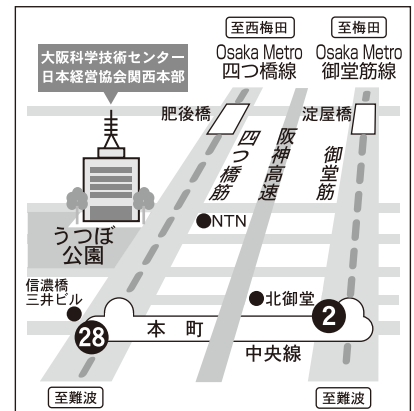 至西梅田
Osaka Metro
四つ橋線
至梅田
Osaka Metro
御堂筋線
大阪科学技術センター
日本経営協会関西本部
肥後橋
淀屋橋
四つ橋筋
阪神高速
御堂筋
NTN
うつぼ
公園
信濃橋
三井ビル
北御堂
2
28
本町
中央線
至難波
至難波